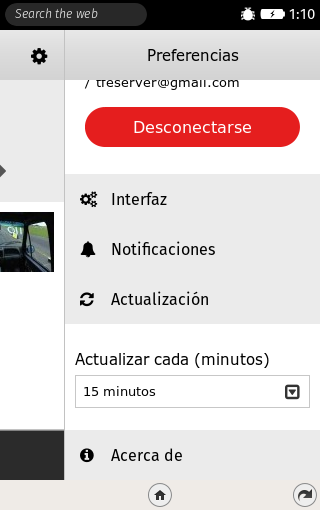 Search the web
1:10
Preferencias
/ treserver@gmail.com
Desconectarse
Interfaz
Notificaciones
Actualización
Actualizar cada (minutos)
15 minutos
Acerca de